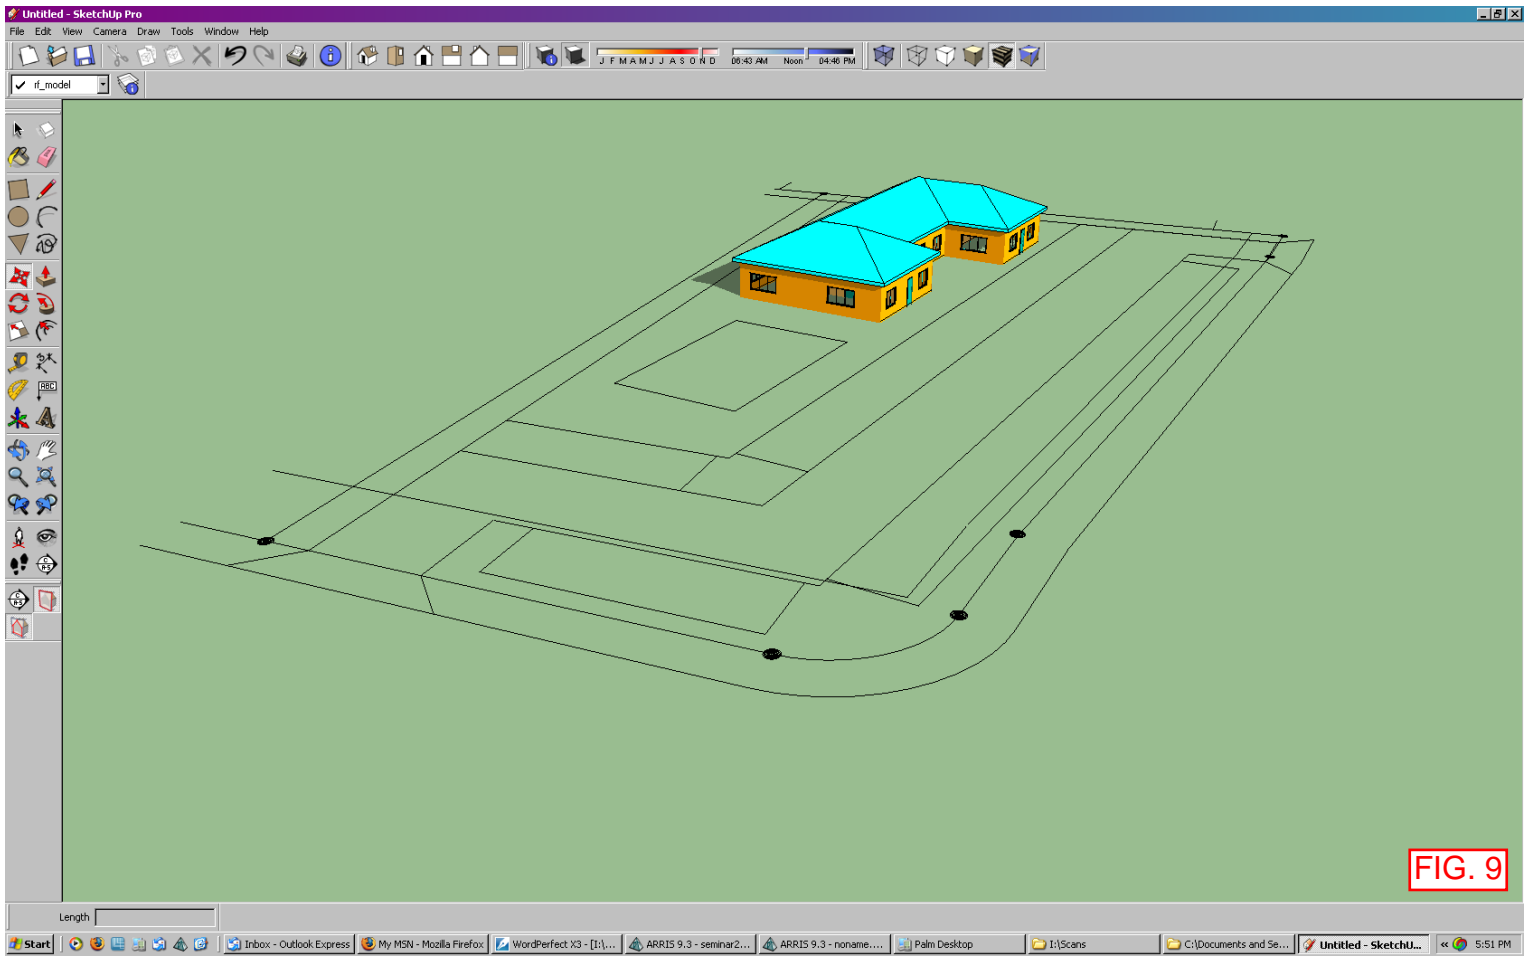 Untitled - SketchUp Pro
File Edit View Camera Draw Tools Window Help
J F M A M J J A S O N D 06:43 AM Noon 04:46 PM
rf_model
ABC
A
C
A-S
C
A-S
FIG. 9
Length
Start Inbox - Outlook Express My MSN - Mozilla Firefox WordPerfect X3 - [I:\... ARRIS 9.3 - seminar2... ARRIS 9.3 - noname.... Palm Desktop I:\Scans C:\Documents and Se... Untitled - SketchU... « 5:51 PM